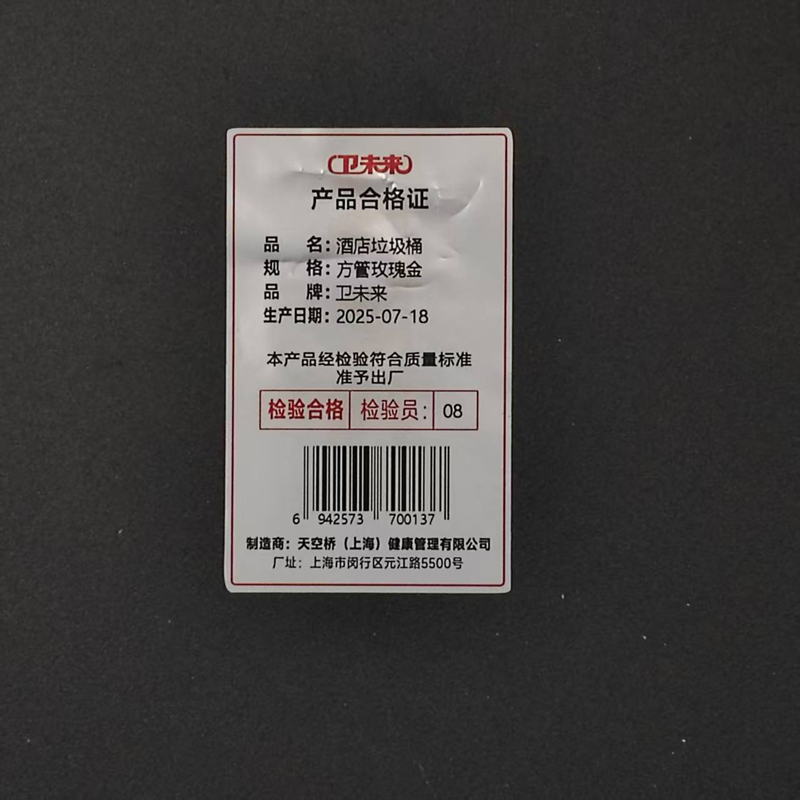 卫未来
产品合格证
品 名：酒店垃圾桶
规 格：方管玫瑰金
品 牌：卫未来
生产日期：2025-07-18
本产品经检验符合质量标准
准予出厂
检验合格 检验员： 08
6 942573 700137
制造商：天空桥（上海）健康管理有限公司
厂址：上海市闵行区元江路5500号